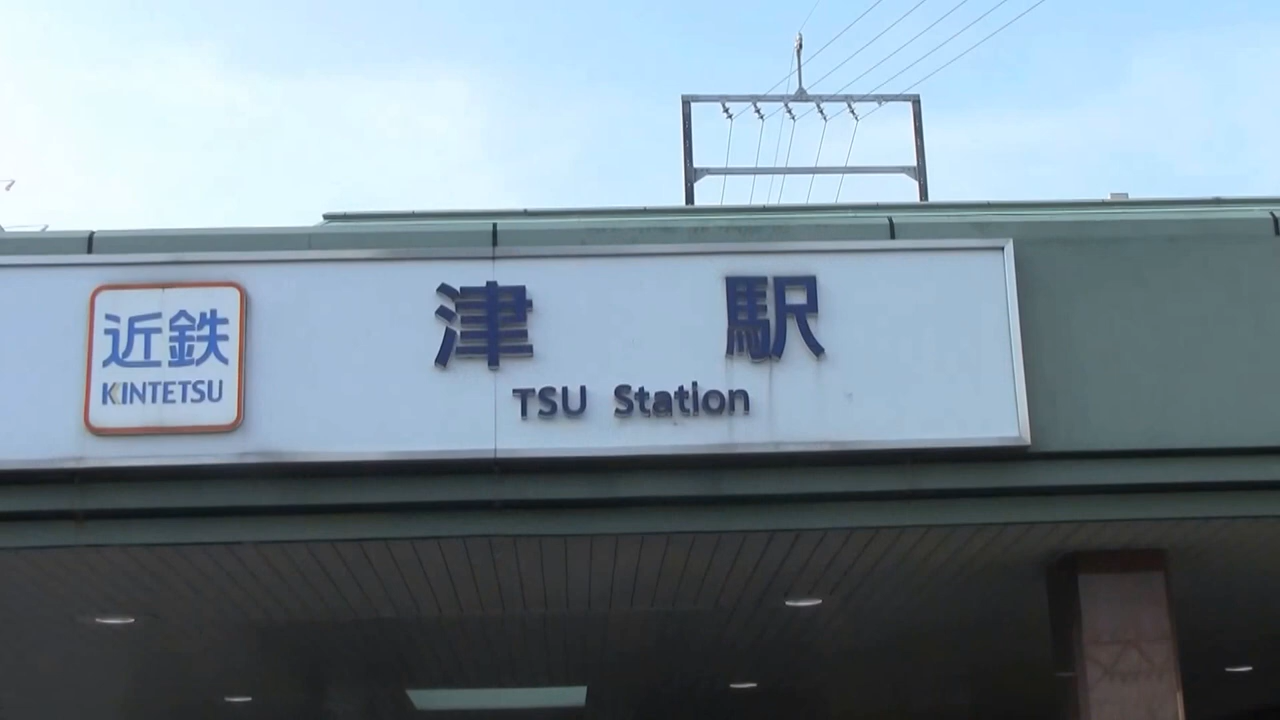 近鉄
KINTETSU
津 駅
TSU Station